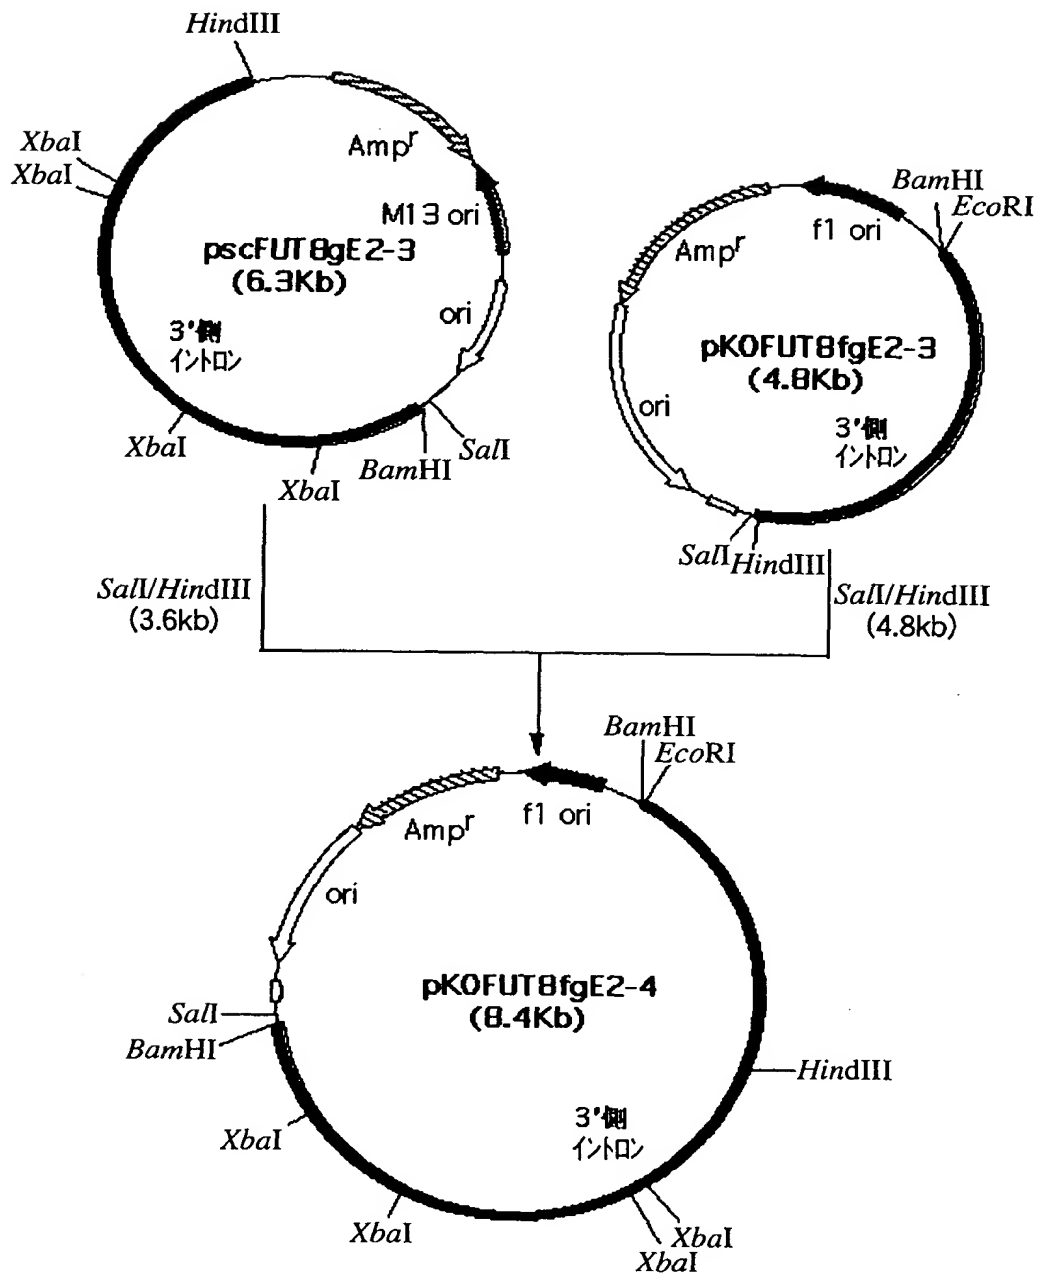 HindIII
XbaI
XbaI
Ampr
M13 ori
pscFUT8gE2-3
(6.3Kb)
ori
3'側
イントロン
XbaI
XbaI
BamHI
SalI
BamHI
EcoRI
f1 ori
Ampr
pKOFUT8fgE2-3
(4.8Kb)
ori
3'側
イントロン
SalI
HindIII
SalI/HindIII
(3.6kb)
SalI/HindIII
(4.8kb)
BamHI
EcoRI
f1 ori
Ampr
ori
pKOFUT8fgE2-4
(8.4Kb)
SalI
BamHI
HindIII
3'側
イントロン
XbaI
XbaI
XbaI
XbaI